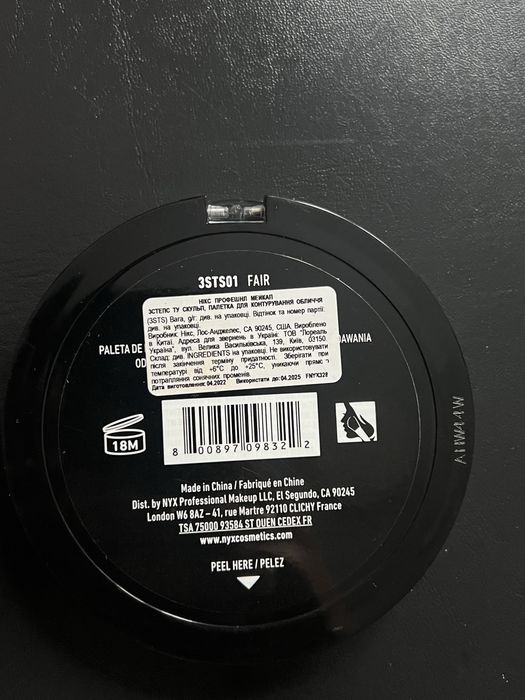 3STS01 FAIR
НІКС ПРОФЕШНЛ МЕЙКАП
3СТЕПС ТУ СКУЛЬП, ПАЛЕТКА ДЛЯ КОНТУРУВАННЯ ОБЛИЧЧЯ
(3STS) Вага, g/г: див. на упаковці. Відтінок та номер партії:
див. на упаковці.
Виробник: Нікс, Лос-Анджелес, CA 90245, США. Вироблено
в Китаї. Адреса для звернень в Україні: ТОВ "Лореаль
Україна", вул. Велика Васильківська, 139, Київ, 03150.
Склад: див. INGREDIENTS на упаковці. Не використовувати
після закінчення терміну придатності. Зберігати при
температурі від +5°C до +25°C, уникаючи прямо
потрапляння сонячних променів.
Дата виготовлення: 04.2022 Використати до: 04.2025 FNYX328
PALETA DE
OD
DAWANIA
18M
8 00897 09832 2
Made in China / Fabriqué en Chine
Dist. by NYX Professional Makeup LLC, El Segundo, CA 90245
London W6 8AZ – 41, rue Martre 92110 CLICHY France
TSA 75000 93584 ST OUEN CEDEX FR
www.nyxcosmetics.com
PEEL HERE / PELEZ